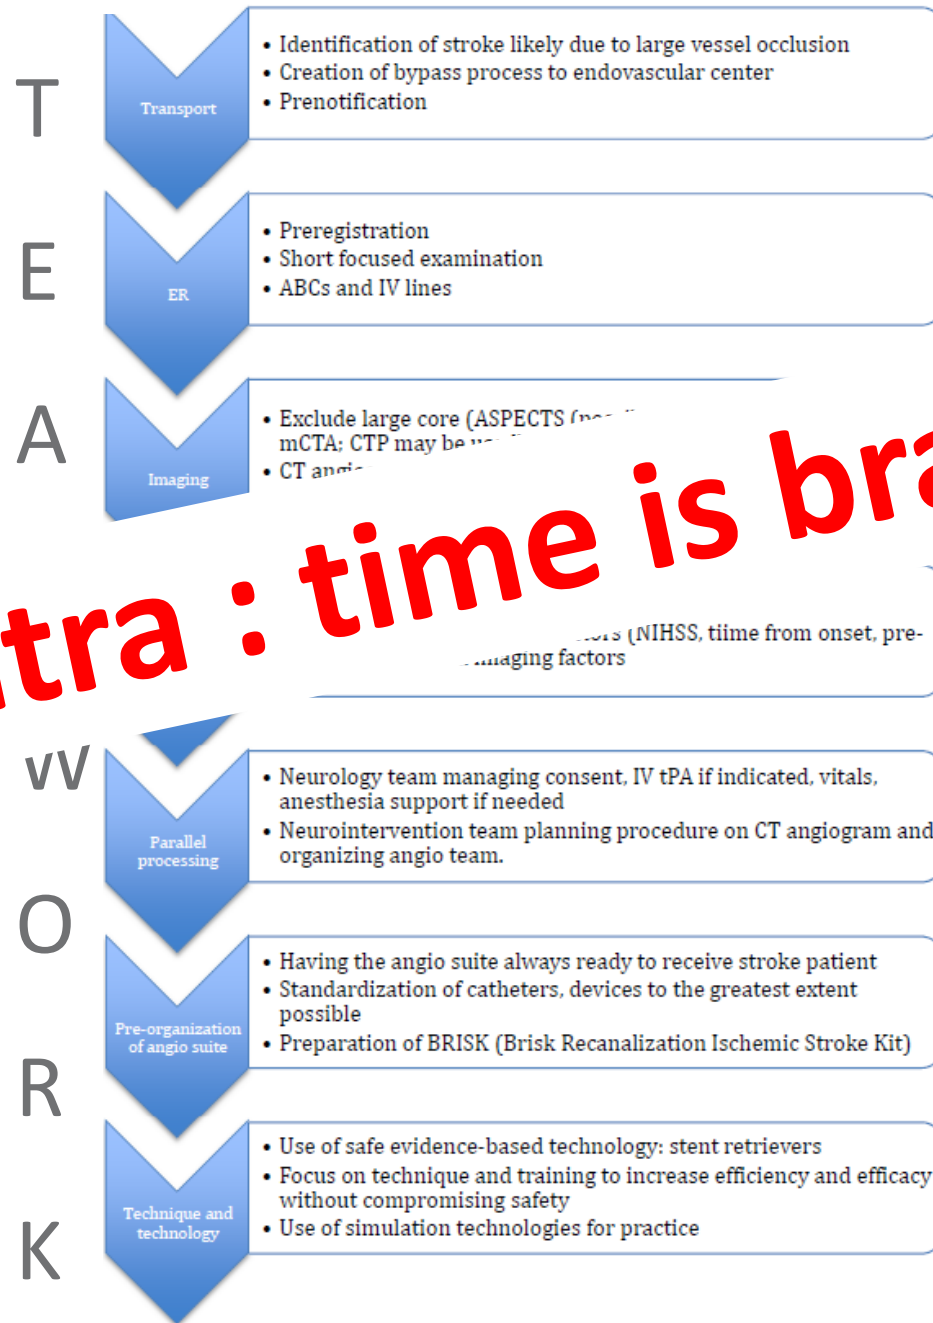 T
Transport
• Identification of stroke likely due to large vessel occlusion
• Creation of bypass process to endovascular center
• Prenotification
E
ER
• Preregistration
• Short focused examination
• ABCs and IV lines
A
Imaging
• Exclude large core (ASPECTS
mCTA; CTP may be
• CT
tra : time is bra
(NIHSS, tiime from onset, pre-
imaging factors
W
Parallel
processing
• Neurology team managing consent, IV tPA if indicated, vitals,
anesthesia support if needed
• Neurointervention team planning procedure on CT angiogram and
organizing angio team.
O
Pre-organization
of angio suite
• Having the angio suite always ready to receive stroke patient
• Standardization of catheters, devices to the greatest extent
possible
• Preparation of BRISK (Brisk Recanalization Ischemic Stroke Kit)
R
Technique and
technology
• Use of safe evidence-based technology: stent retrievers
• Focus on technique and training to increase efficiency and efficacy
without compromising safety
• Use of simulation technologies for practice
K